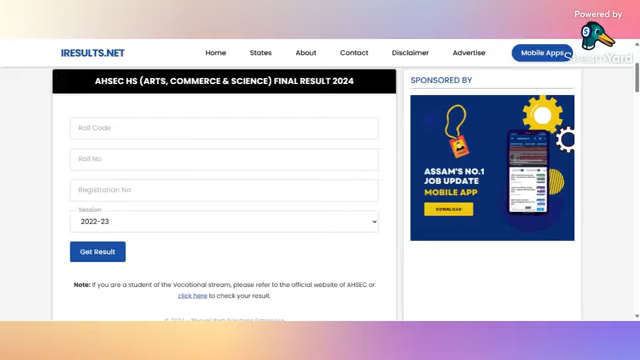 Powered by
StreamYard
IRESULTS.NET
Home
States
About
Contact
Disclaimer
Advertise
Mobile Apps
AHSEC HS (ARTS, COMMERCE & SCIENCE) FINAL RESULT 2024
Roll Code
Roll No
Registration No
Session
2022-23
Get Result
Note: If you are a student of the Vocational stream, please refer to the official website of AHSEC or
click here to check your result.
SPONSORED BY
ASSAM'S NO.1
JOB UPDATE
MOBILE APP
DOWNLOAD